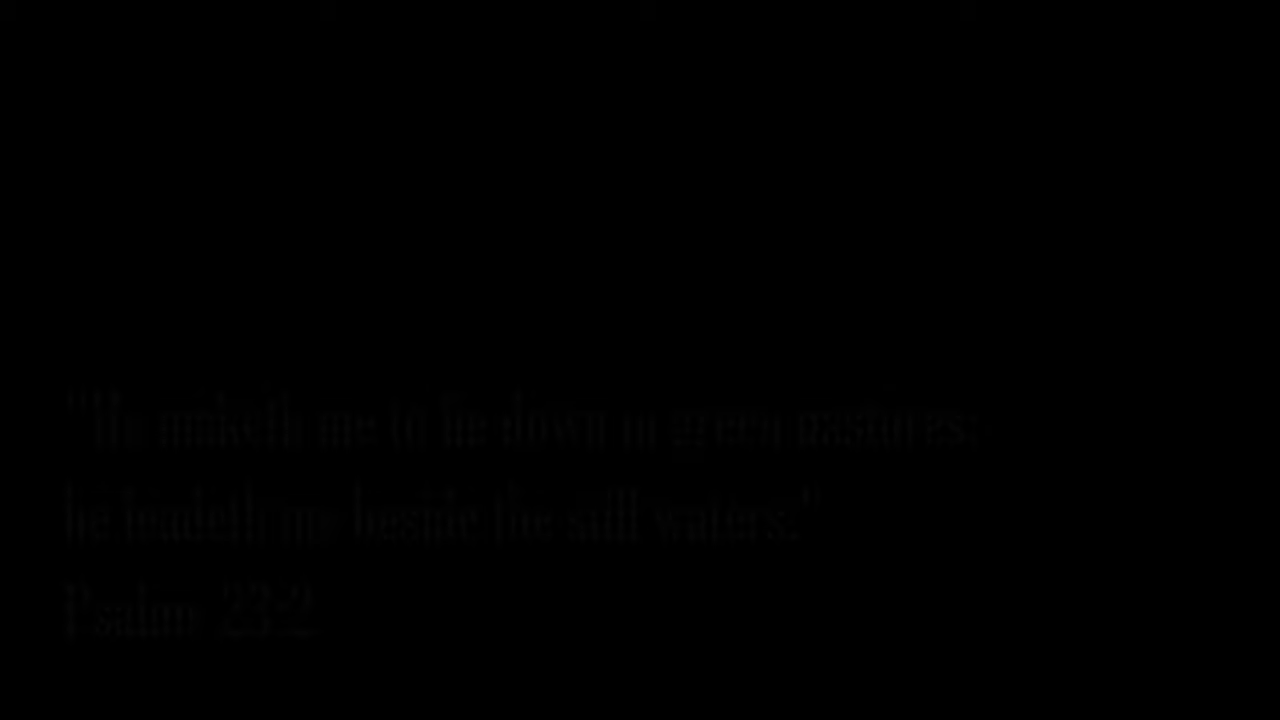 "He maketh me to lie down in green pastures:
he leadeth me beside the still waters."
Psalm 23:2